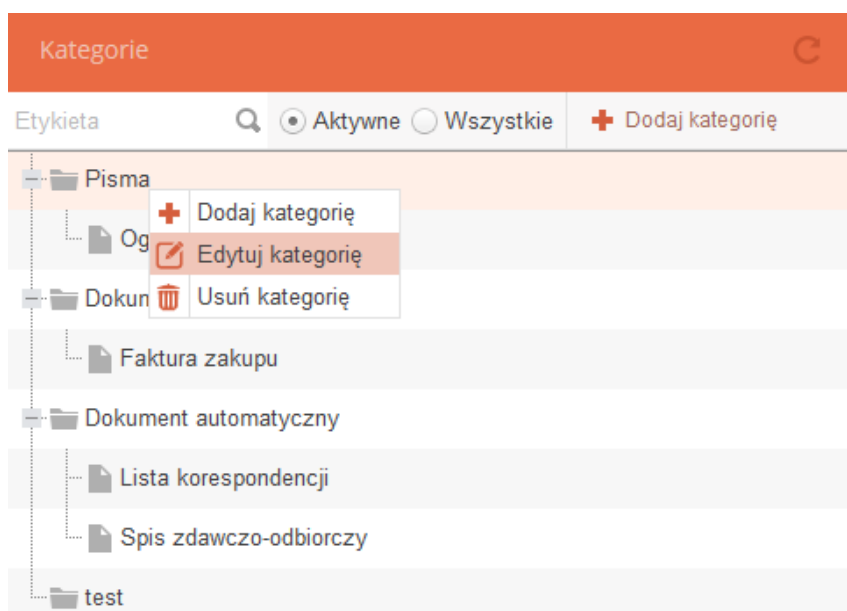 Kategorie
Etykieta Aktywne Wszystkie Dodaj kategorię
Pisma
Dodaj kategorię
Og
Edytuj kategorię
Dokun
Usuń kategorię
Faktura zakupu
Dokument automatyczny
Lista korespondencji
Spis zdawczo-odbiorczy
test